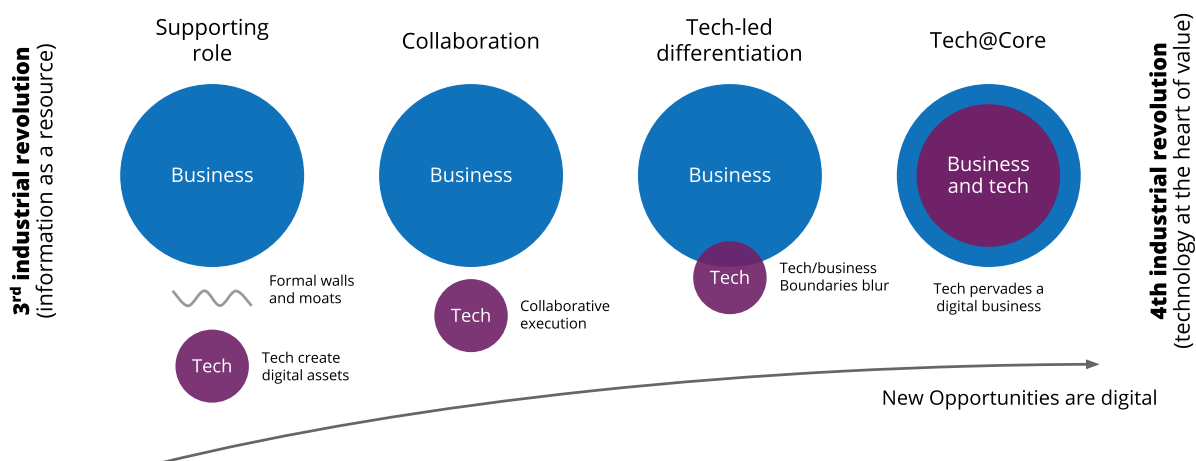 3rd industrial revolution
(information as a resource)
Supporting
role
Business
Formal walls
and moats
Tech
Tech create
digital assets
Collaboration
Business
Tech
Collaborative
execution
Tech-led
differentiation
Business
Tech
Tech/business
Boundaries blur
Tech@Core
Business
and tech
Tech pervades a
digital business
New Opportunities are digital
4th industrial revolution
(technology at the heart of value)